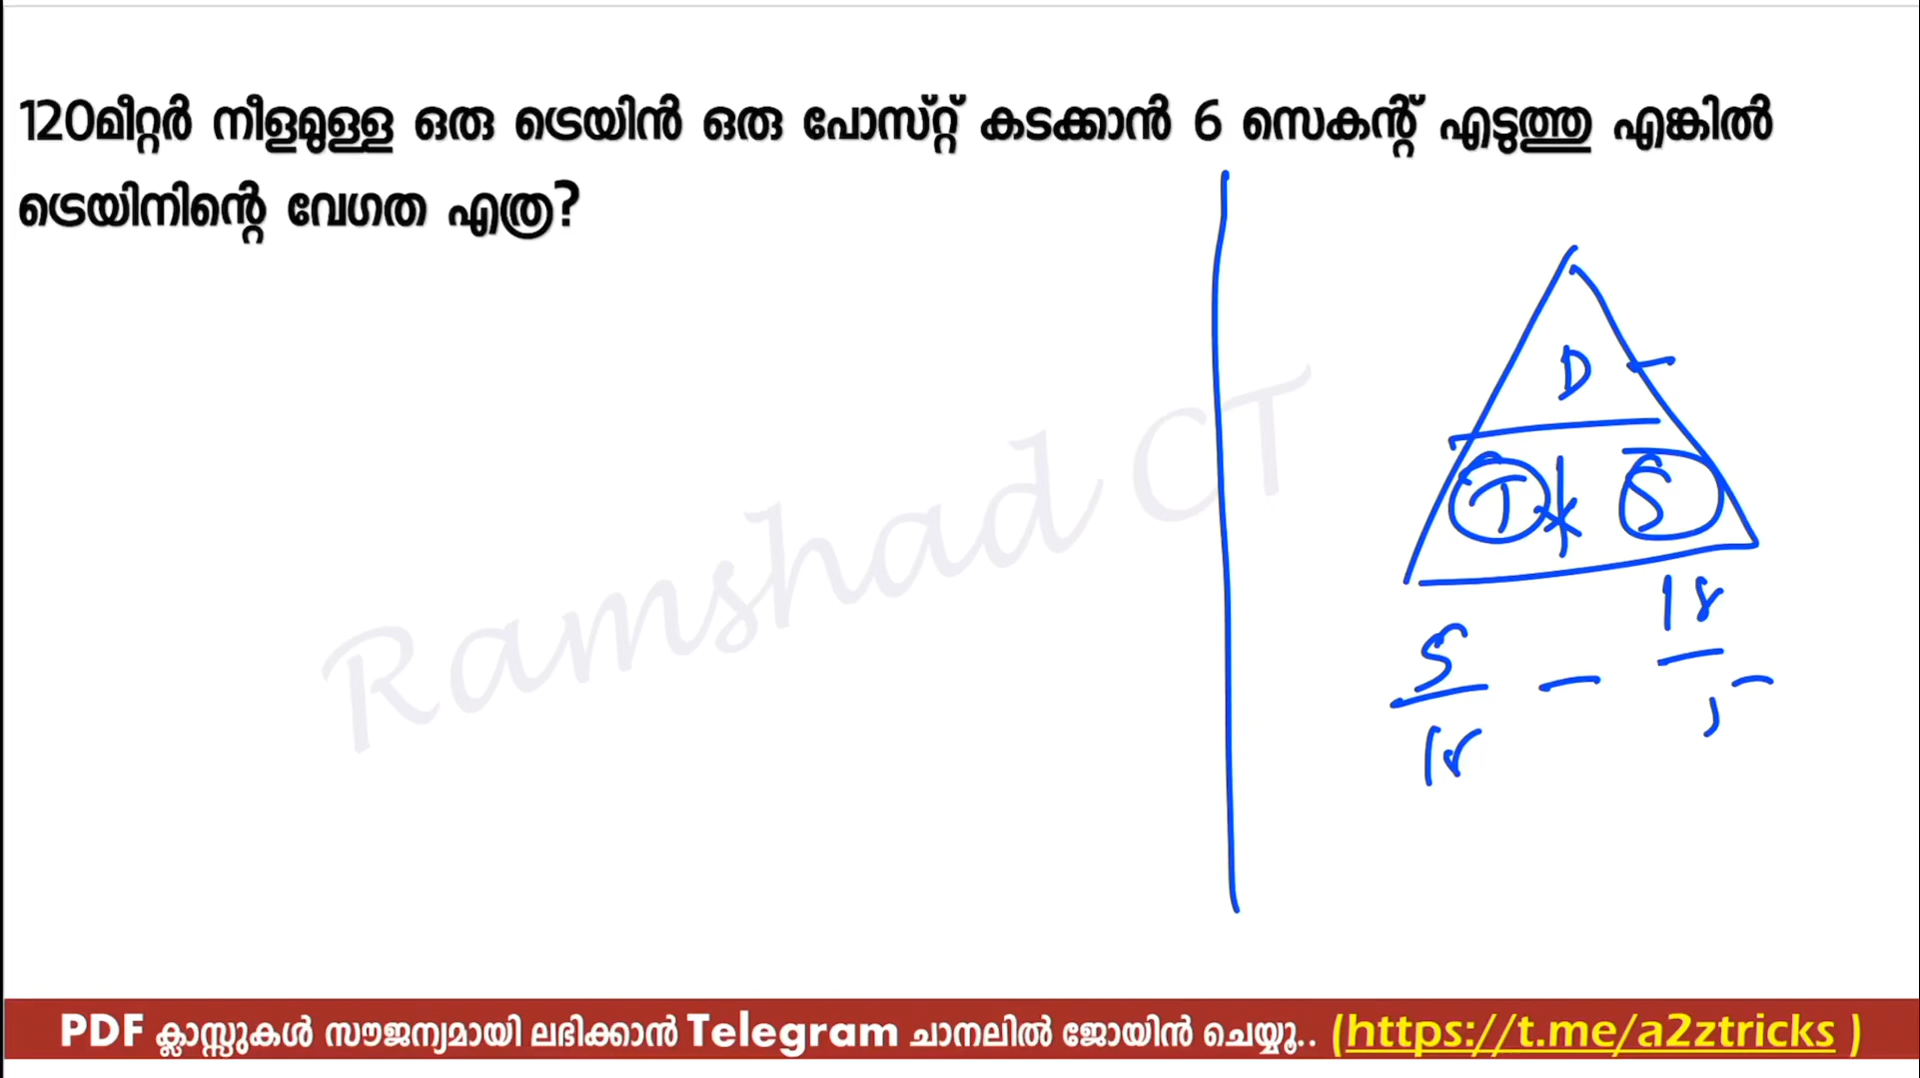 120മീറ്റർ നീളമുള്ള ഒരു ട്രെയിൻ ഒരു പോസ്റ്റ് കടക്കാൻ 6 സെകന്റ് എടുത്തു എങ്കിൽ
ട്രെയിനിന്റെ വേഗത എത്ര?
D
T * S
5
18
18
Ramshad CT
PDF ക്ലാസ്സുകൾ സൗജന്യമായി ലഭിക്കാൻ Telegram ചാനലിൽ ജോയിൻ ചെയ്യൂ.. (https://t.me/a2ztricks )